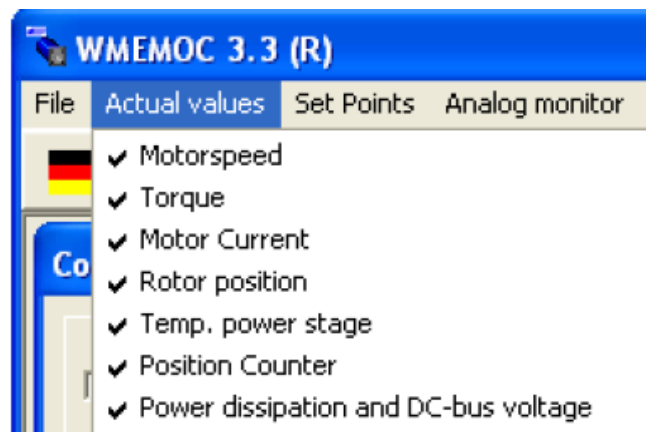 WMEMOC 3.3 (R)
File Actual values Set Points Analog monitor
Motorspeed
Torque
Motor Current
Co
Rotor position
Temp. power stage
Position Counter
Power dissipation and DC-bus voltage